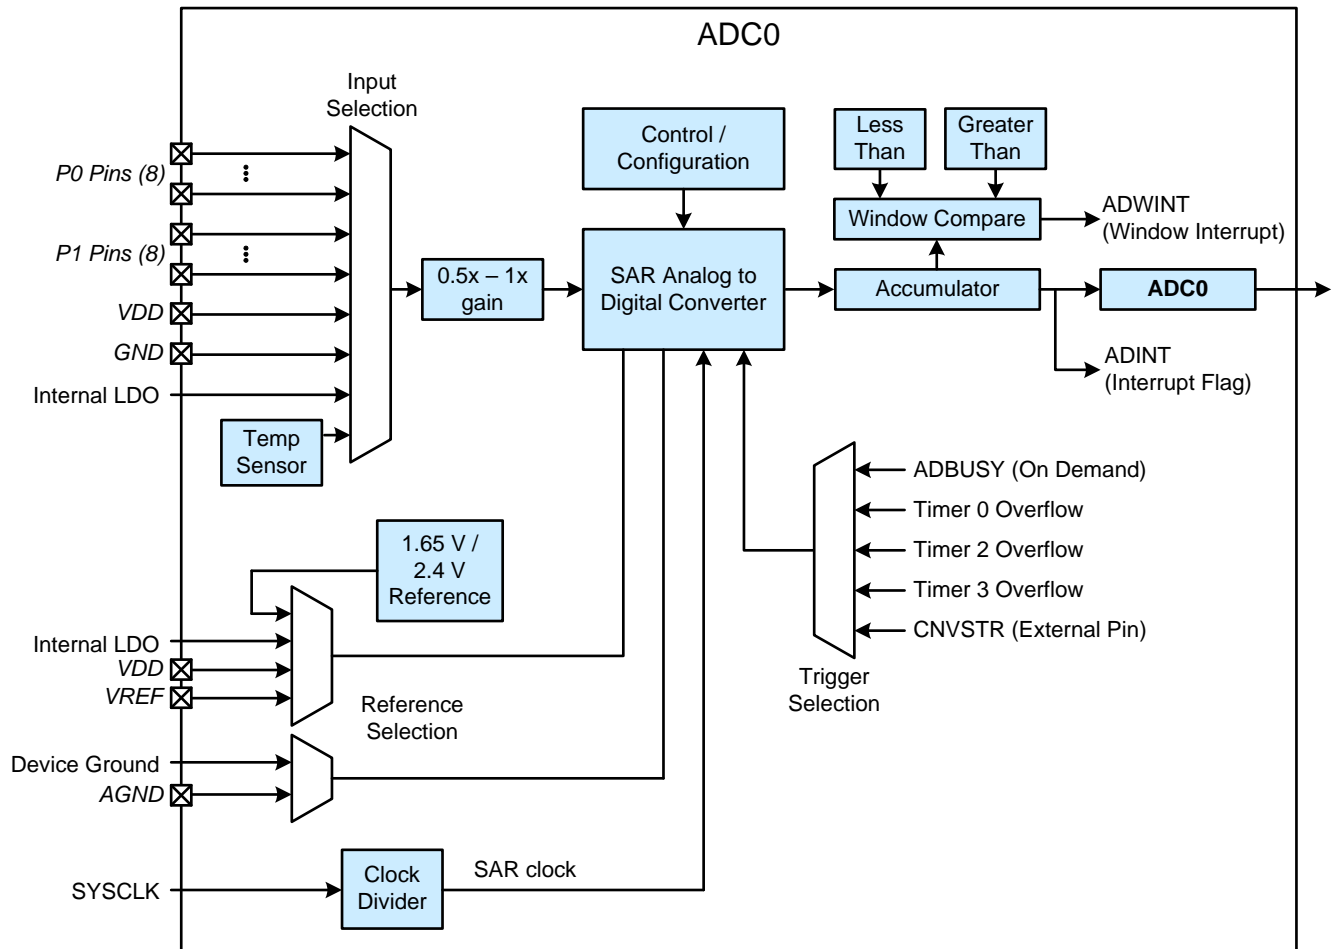 ADC0
Input
Selection
P0 Pins (8)
P1 Pins (8)
VDD
GND
Internal LDO
Temp
Sensor
0.5x – 1x
gain
Control /
Configuration
SAR Analog to
Digital Converter
Less
Than
Greater
Than
Window Compare
ADWINT
(Window Interrupt)
Accumulator
ADC0
ADINT
(Interrupt Flag)
ADBUSY (On Demand)
Timer 0 Overflow
Timer 2 Overflow
Timer 3 Overflow
CNVSTR (External Pin)
Trigger
Selection
1.65 V /
2.4 V
Reference
Internal LDO
VDD
VREF
Reference
Selection
Device Ground
AGND
SYSCLK
Clock
Divider
SAR clock